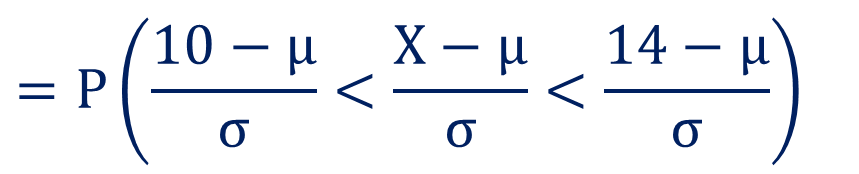 = P((10 − μ)/σ < (X − μ)/σ < (14 − μ)/σ)